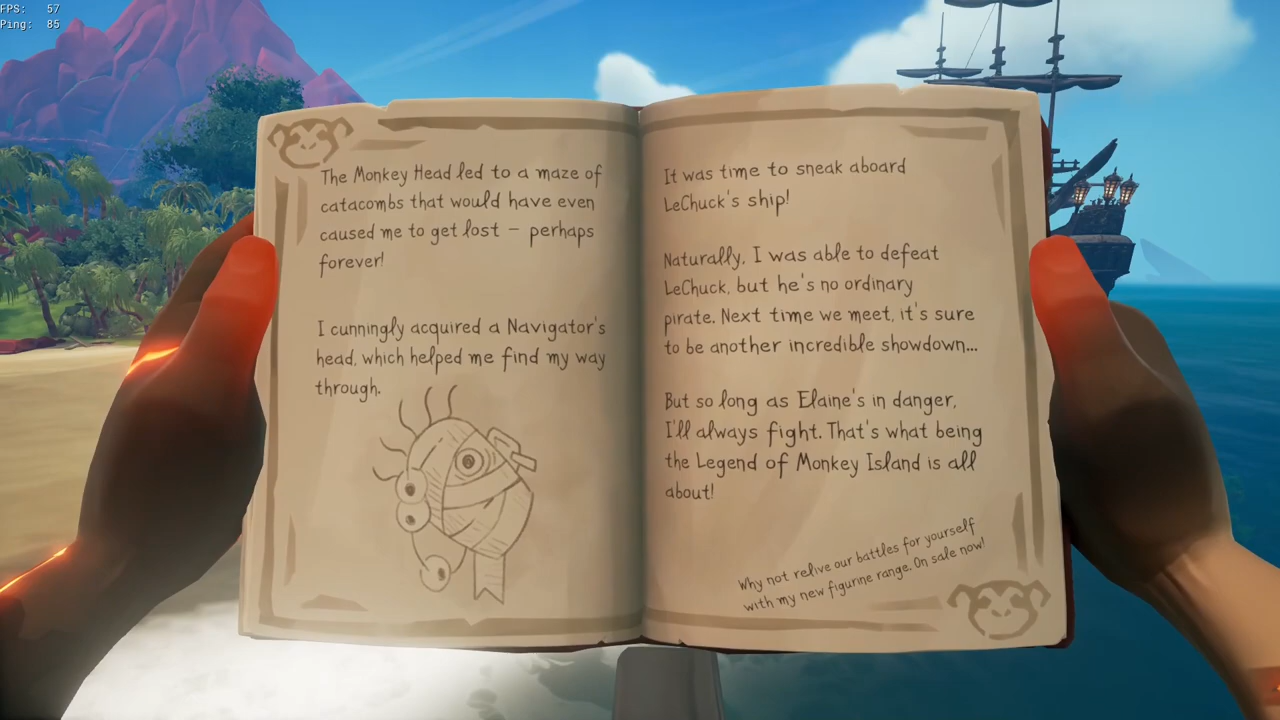 FPS: 57
Ping: 85
The Monkey Head led to a maze of
catacombs that would have even
caused me to get lost – perhaps
forever!
I cunningly acquired a Navigator's
head, which helped me find my way
through.
It was time to sneak aboard
LeChuck's ship!
Naturally, I was able to defeat
LeChuck, but he's no ordinary
pirate. Next time we meet, it's sure
to be another incredible showdown...
But so long as Elaine's in danger,
I'll always fight. That's what being
the Legend of Monkey Island is all
about!
Why not relive our battles for yourself
with my new figurine range. On sale now!